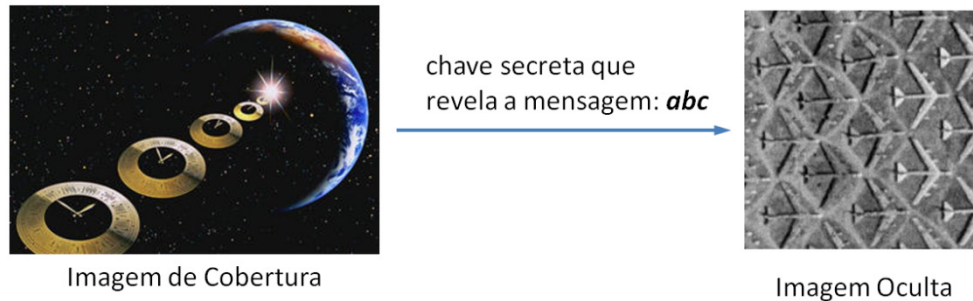 chave secreta que
revela a mensagem: abc
Imagem de Cobertura
Imagem Oculta